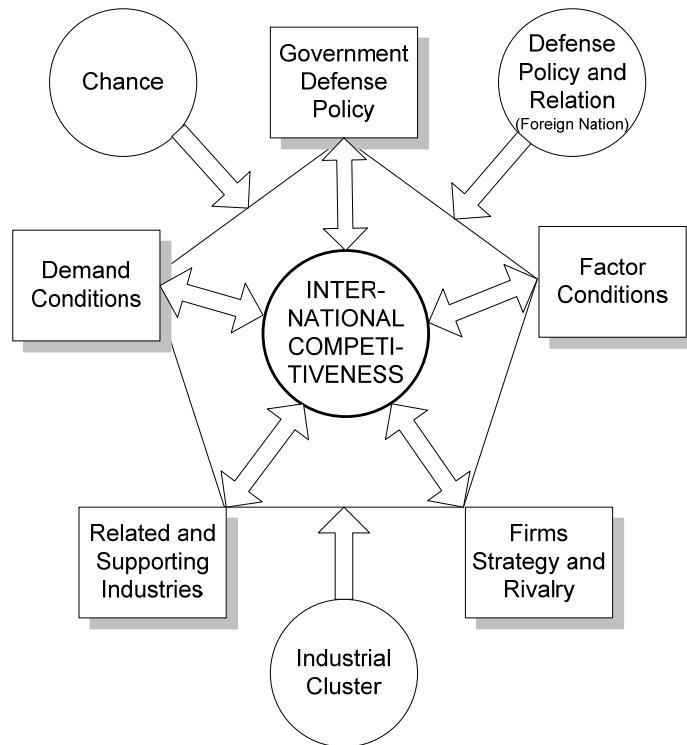 Chance
Government
Defense
Policy
Defense
Policy and
Relation
(Foreign Nation)
Demand
Conditions
INTER-
NATIONAL
COMPETI-
TIVENESS
Factor
Conditions
Related and
Supporting
Industries
Firms
Strategy and
Rivalry
Industrial
Cluster